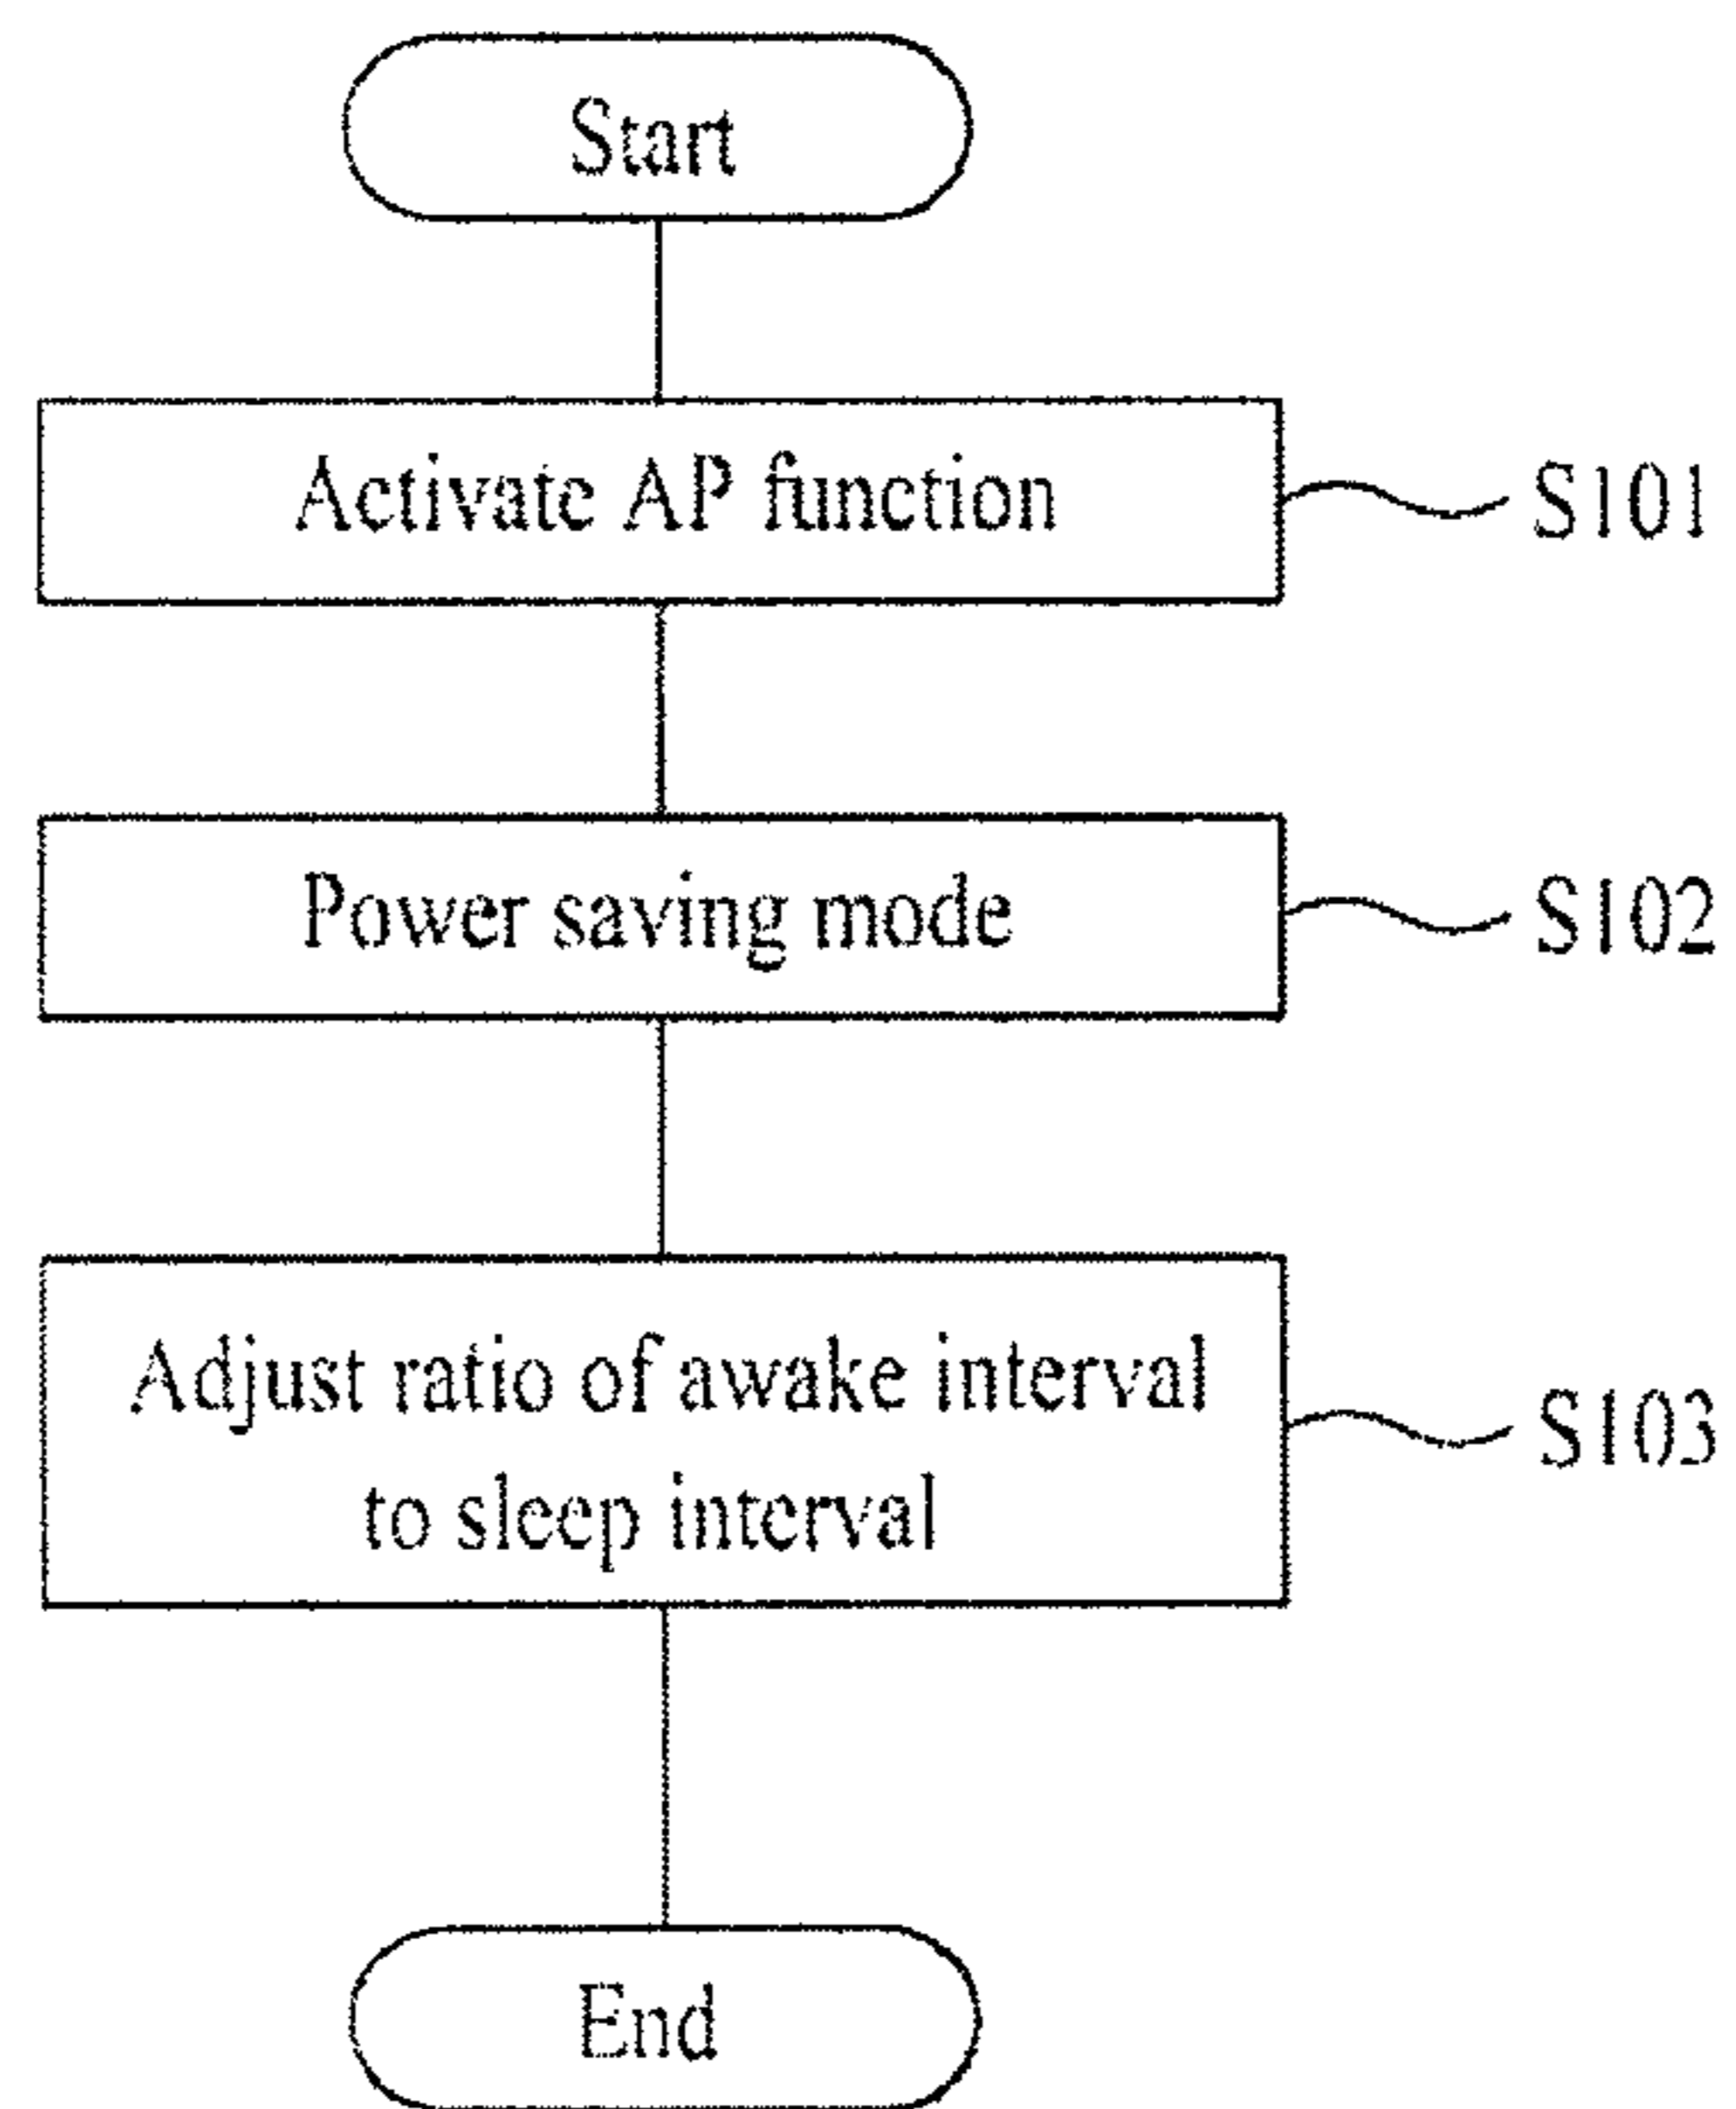 Start
Activate AP function
S101
Power saving mode
S102
Adjust ratio of awake interval
to sleep interval
S103
End